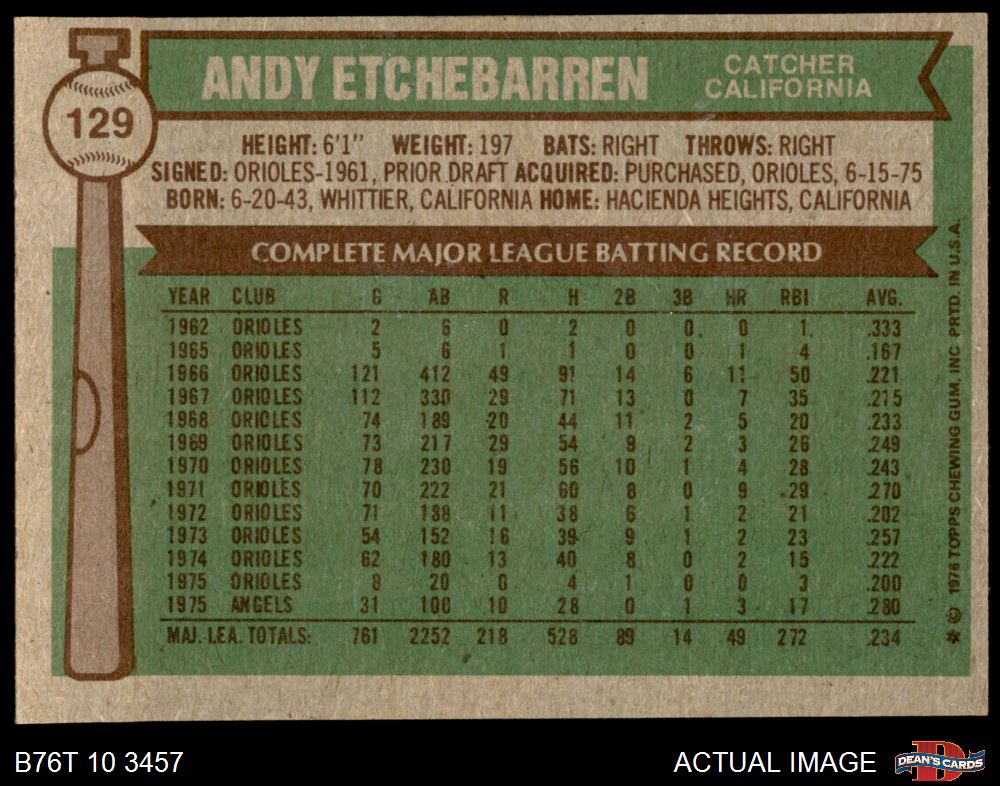 129
ANDY ETCHEBARREN
CATCHER
CALIFORNIA
HEIGHT: 6'1" WEIGHT: 197 BATS: RIGHT THROWS: RIGHT
SIGNED: ORIOLES-1961, PRIOR DRAFT ACQUIRED: PURCHASED, ORIOLES, 6-15-75
BORN: 6-20-43, WHITTIER, CALIFORNIA HOME: HACIENDA HEIGHTS, CALIFORNIA
COMPLETE MAJOR LEAGUE BATTING RECORD
YEAR CLUB G AB R H 2B 3B HR RBI AVG.
1962 ORIOLES 2 6 0 2 0 0 0 1 .333
1965 ORIOLES 5 6 1 1 0 0 1 4 .167
1966 ORIOLES 121 412 49 91 14 6 11 50 .221
1967 ORIOLES 112 330 29 71 13 0 7 35 .215
1968 ORIOLES 74 189 20 44 11 2 5 20 .233
1969 ORIOLES 73 217 29 54 9 2 3 26 .249
1970 ORIOLES 78 230 19 56 10 1 4 28 .243
1971 ORIOLES 70 222 21 60 8 0 9 29 .270
1972 ORIOLES 71 188 11 38 6 1 2 21 .202
1973 ORIOLES 54 152 16 39 9 1 2 23 .257
1974 ORIOLES 62 180 13 40 8 0 2 15 .222
1975 ORIOLES 8 20 0 4 1 0 0 3 .200
1975 ANGELS 31 100 10 28 0 1 3 17 .280
MAJ. LEA. TOTALS: 761 2252 218 528 89 14 49 272 .234
* © 1976 TOPPS CHEWING GUM, INC. PRTD. IN U.S.A.
B76T 10 3457
ACTUAL IMAGE
D
DEAN'S CARDS